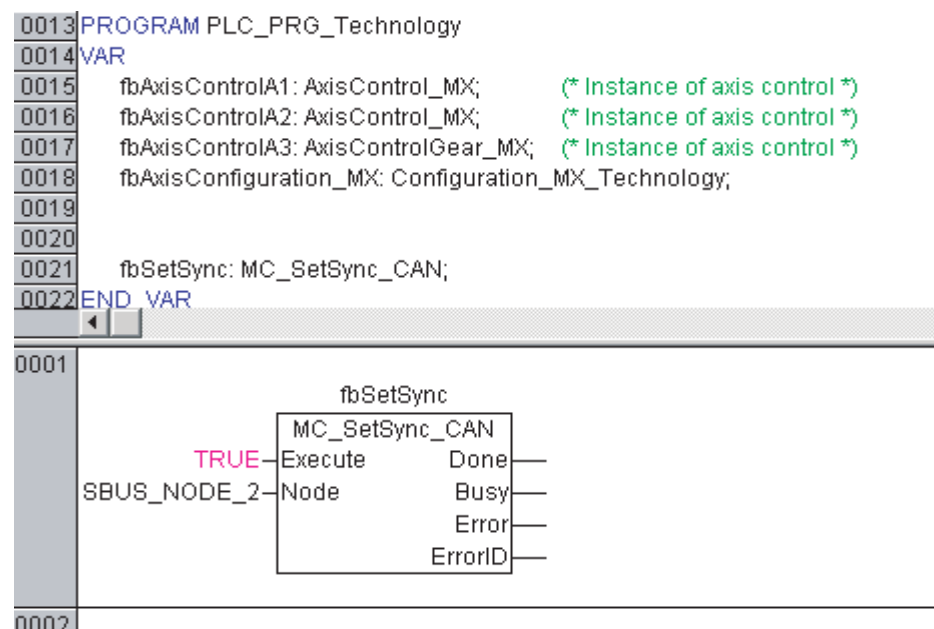 0013 PROGRAM PLC_PRG_Technology
0014 VAR
0015 fbAxisControlA1: AxisControl_MX; (* Instance of axis control *)
0016 fbAxisControlA2: AxisControl_MX; (* Instance of axis control *)
0017 fbAxisControlA3: AxisControlGear_MX; (* Instance of axis control *)
0018 fbAxisConfiguration_MX: Configuration_MX_Technology;
0019
0020
0021 fbSetSync: MC_SetSync_CAN;
0022 END_VAR
0001
fbSetSync
MC_SetSync_CAN
TRUE Execute Done
SBUS_NODE_2 Node Busy
Error
ErrorID
0002